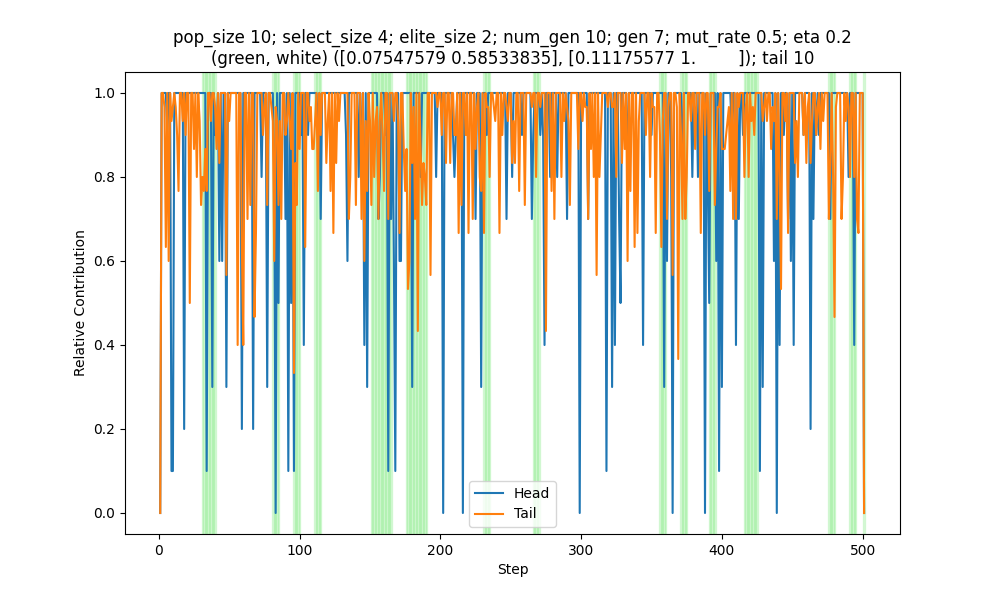 pop_size 10; select_size 4; elite_size 2; num_gen 10; gen 7; mut_rate 0.5; eta 0.2
(green, white) ([0.07547579 0.58533835], [0.11175577 1.        ]); tail 10
1.0
0.8
0.6
0.4
0.2
0.0
Relative Contribution
Head
Tail
0
100
200
300
400
500
Step